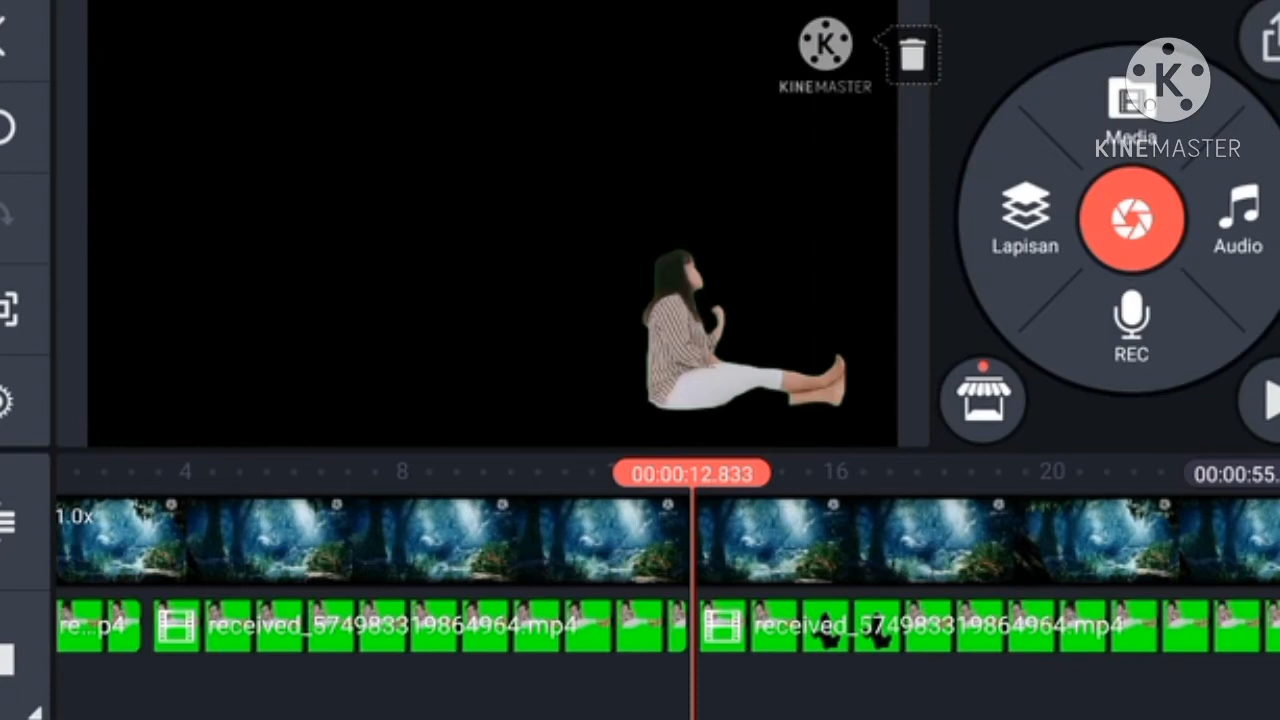 KINEMASTER
Media
KINEMASTER
Lapisan
Audio
REC
4
8
00:00:12.833
16
20
00:00:55.
1.0x
re...p4
received_574983319864964.mp4
received_574983319864964.mp4